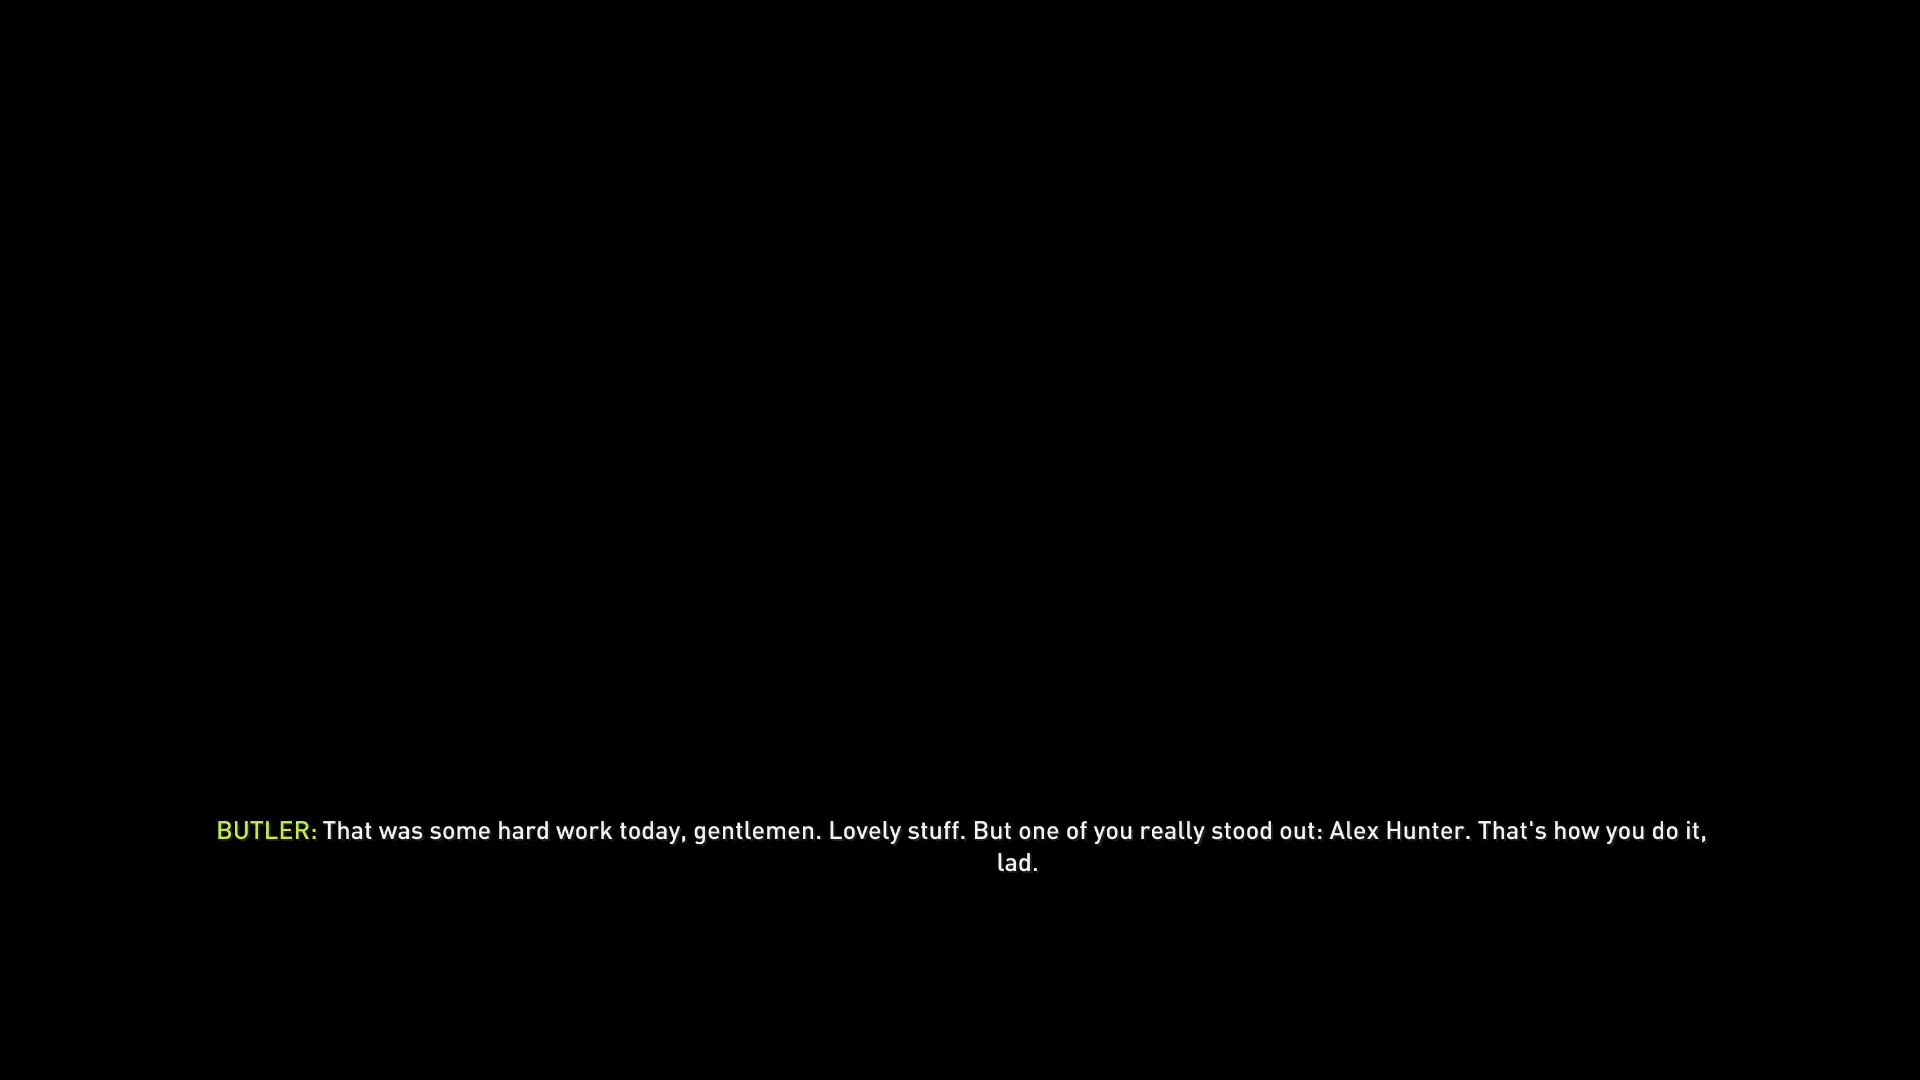 BUTLER: That was some hard work today, gentlemen. Lovely stuff. But one of you really stood out: Alex Hunter. That's how you do it,
lad.